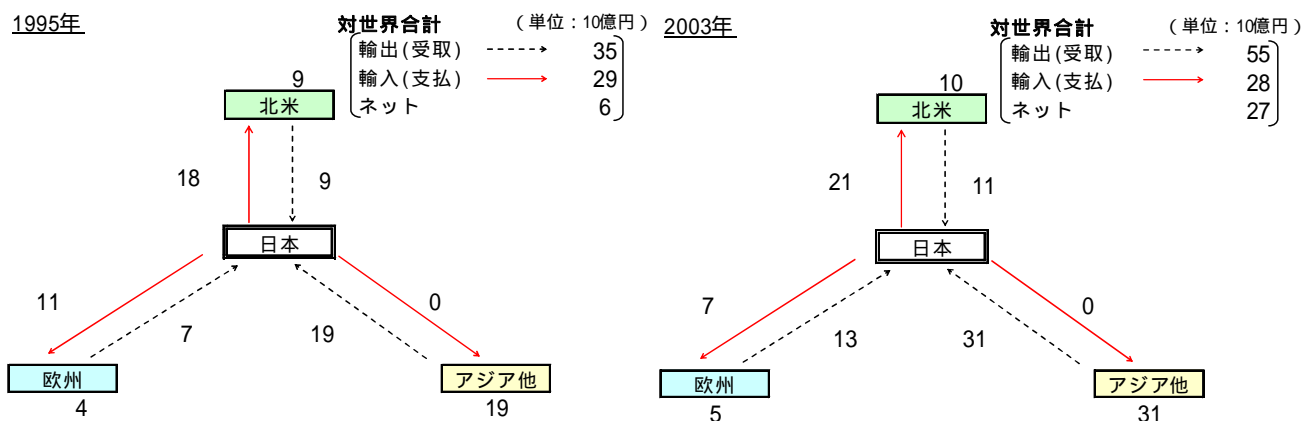 1995年
対世界合計 (単位:10億円)
輸出(受取) 35
輸入(支払) 29
ネット 6
9
北米
18 9
日本
11 7 19 0
欧州 アジア他
4 19
2003年
対世界合計 (単位:10億円)
輸出(受取) 55
輸入(支払) 28
ネット 27
10
北米
21 11
日本
7 13 31 0
欧州 アジア他
5 31